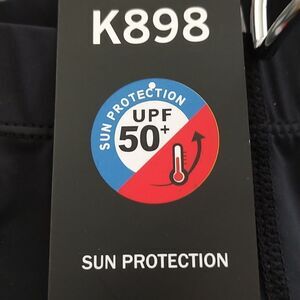 K898
SUN PROTECTION
UPF
50+
SUN PROTECTION